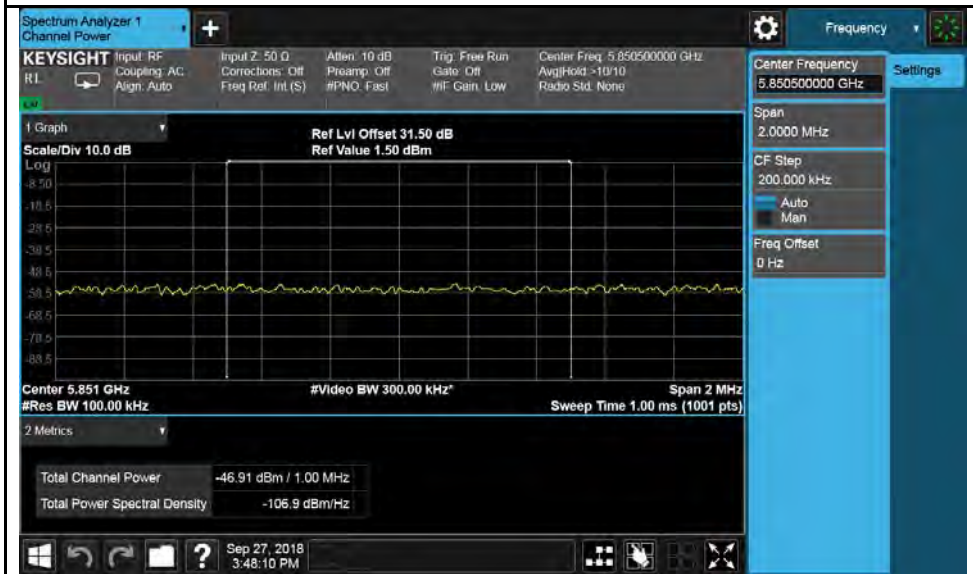 Spectrum Analyzer 1
Channel Power
Frequency
KEYSIGHT
RL
Input: RF
Coupling: AC
Align: Auto
Input Z: 50 Ω
Corrections: Off
Freq Ref: Int (S)
Atten: 10 dB
Preamp: Off
#PNO: Fast
Trig: Free Run
Gate: Off
#IF Gain: Low
Center Freq: 5.850500000 GHz
Avg|Hold: >10/10
Radio Std: None
Center Frequency
5.850500000 GHz
Settings
Span
2.0000 MHz
CF Step
200.000 kHz
Auto
Man
Freq Offset
0 Hz
1 Graph
Scale/Div 10.0 dB
Ref Lvl Offset 31.50 dB
Ref Value 1.50 dBm
Log
-8.50
-18.5
-28.5
-38.5
-48.5
-58.5
-68.5
-78.5
-88.5
Center 5.851 GHz
#Res BW 100.00 kHz
#Video BW 300.00 kHz*
Span 2 MHz
Sweep Time 1.00 ms (1001 pts)
2 Metrics
Total Channel Power -46.91 dBm / 1.00 MHz
Total Power Spectral Density -106.9 dBm/Hz
?
Sep 27, 2018
3:48:10 PM